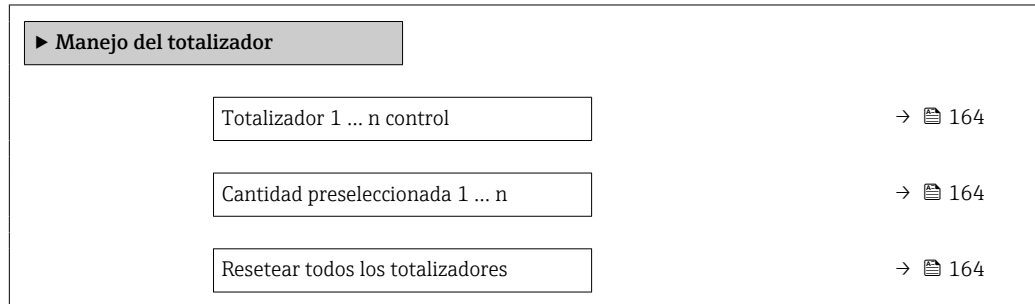 ▶ Manejo del totalizador
Totalizador 1 … n control → 164
Cantidad preseleccionada 1 … n → 164
Resetear todos los totalizadores → 164